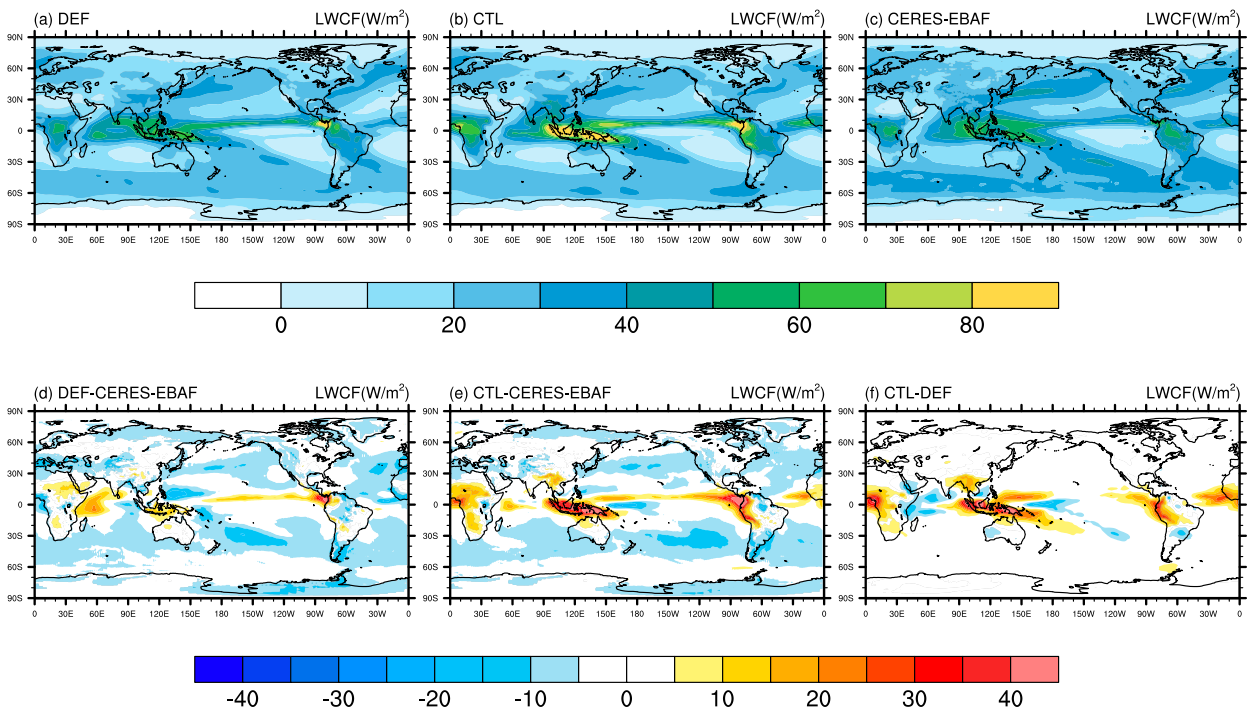 (a) DEF LWCF(W/m²) (b) CTL LWCF(W/m²) (c) CERES-EBAF LWCF(W/m²)
90N 90N 90N
60N 60N 60N
30N 30N 30N
0 0 0
30S 30S 30S
60S 60S 60S
90S 90S 90S
0 30E 60E 90E 120E 150E 180 150W 120W 90W 60W 30W 0 0 30E 60E 90E 120E 150E 180 150W 120W 90W 60W 30W 0 0 30E 60E 90E 120E 150E 180 150W 120W 90W 60W 30W 0
0 20 40 60 80
(d) DEF-CERES-EBAF LWCF(W/m²) (e) CTL-CERES-EBAF LWCF(W/m²) (f) CTL-DEF LWCF(W/m²)
90N 90N 90N
60N 60N 60N
30N 30N 30N
0 0 0
30S 30S 30S
60S 60S 60S
90S 90S 90S
0 30E 60E 90E 120E 150E 180 150W 120W 90W 60W 30W 0 0 30E 60E 90E 120E 150E 180 150W 120W 90W 60W 30W 0 0 30E 60E 90E 120E 150E 180 150W 120W 90W 60W 30W 0
-40 -30 -20 -10 0 10 20 30 40